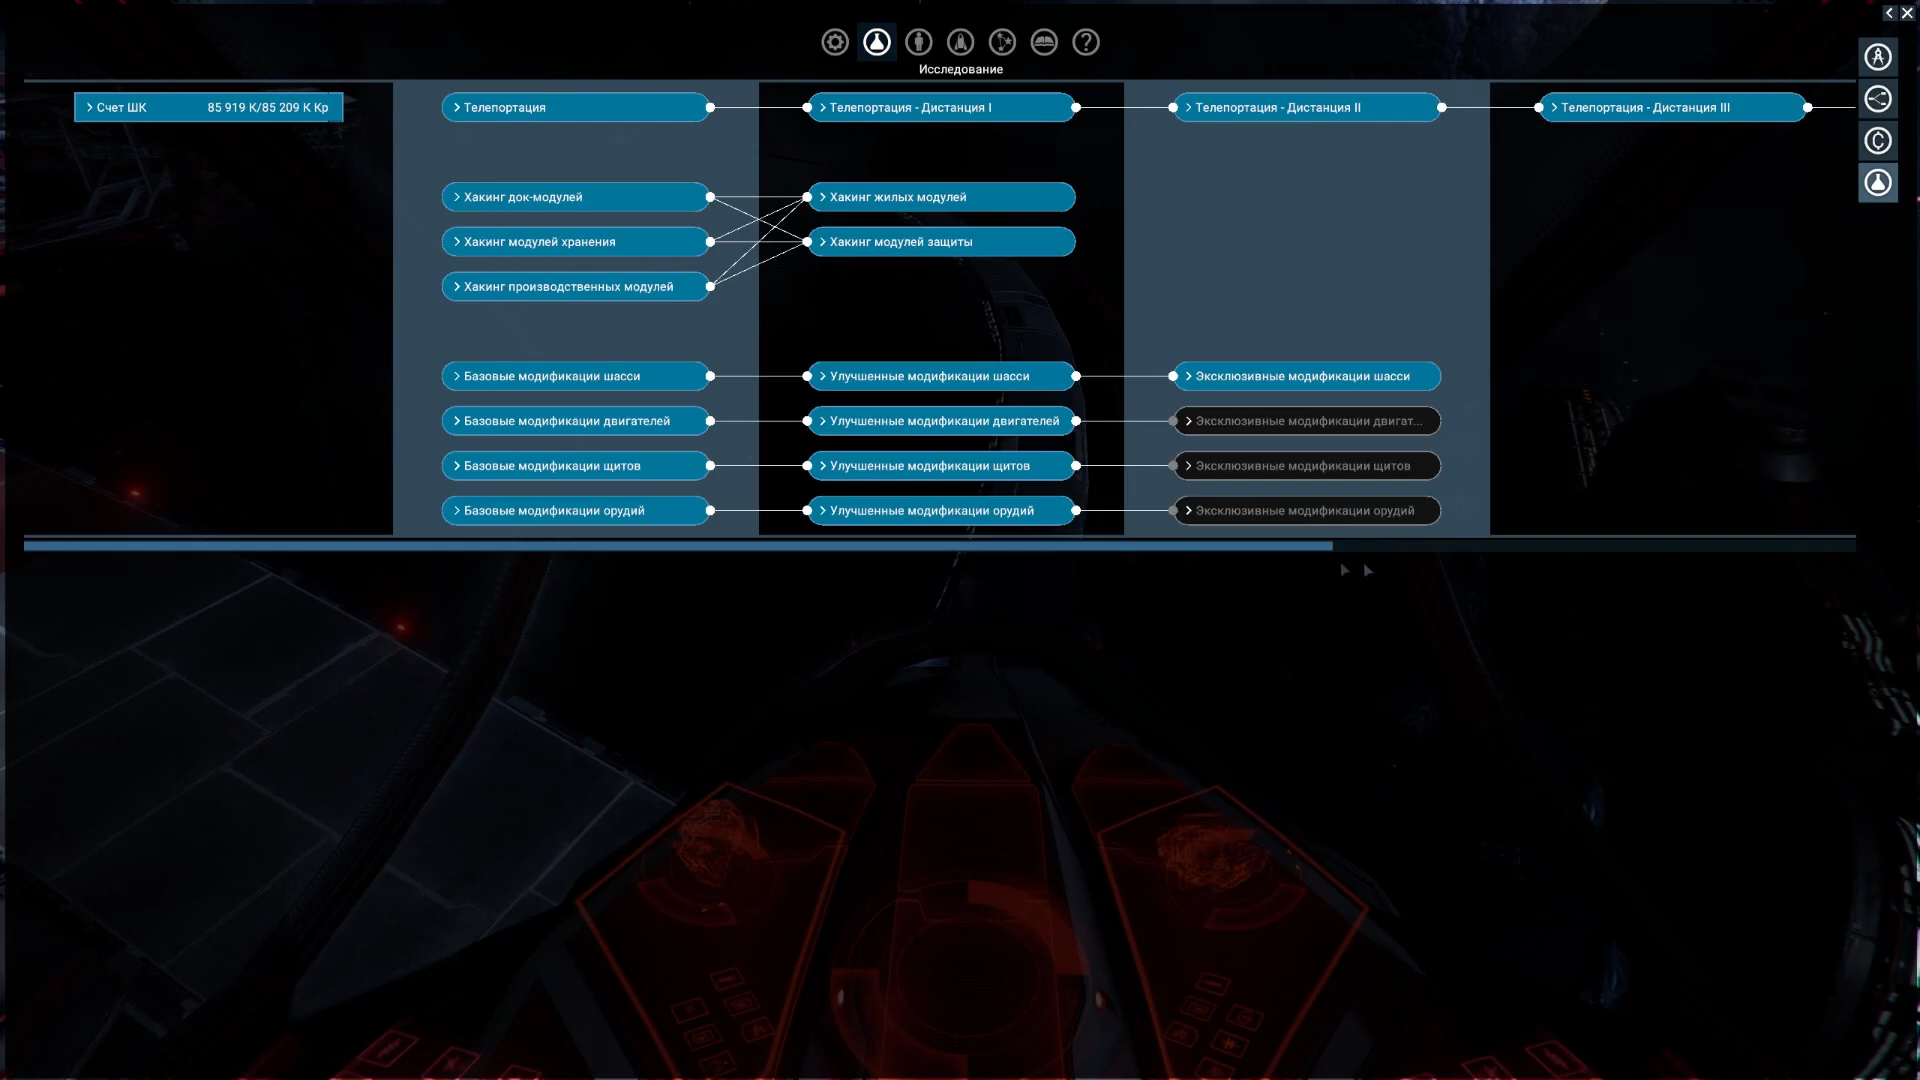 Исследование
Счет ШК 85 919 К/85 209 К Кр
Телепортация
Телепортация - Дистанция I
Телепортация - Дистанция II
Телепортация - Дистанция III
Хакинг док-модулей
Хакинг жилых модулей
Хакинг модулей хранения
Хакинг модулей защиты
Хакинг производственных модулей
Базовые модификации шасси
Улучшенные модификации шасси
Эксклюзивные модификации шасси
Базовые модификации двигателей
Улучшенные модификации двигателей
Эксклюзивные модификации двигат...
Базовые модификации щитов
Улучшенные модификации щитов
Эксклюзивные модификации щитов
Базовые модификации орудий
Улучшенные модификации орудий
Эксклюзивные модификации орудий